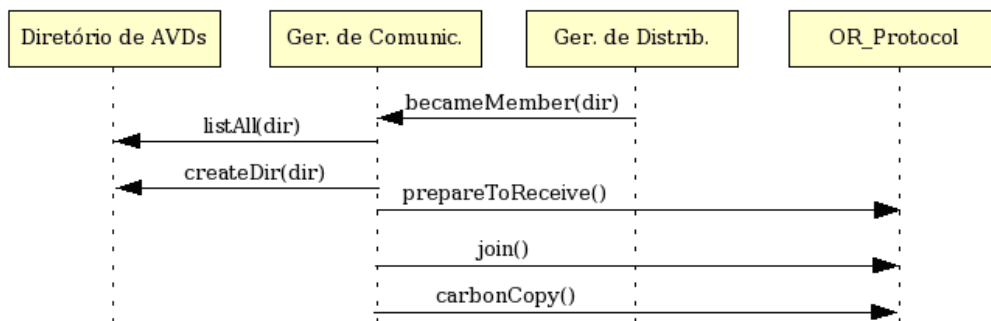 Diretório de AVDs
Ger. de Comunic.
Ger. de Distrib.
OR_Protocol
becameMember(dir)
listAll(dir)
createDir(dir)
prepareToReceive()
join()
carbonCopy()